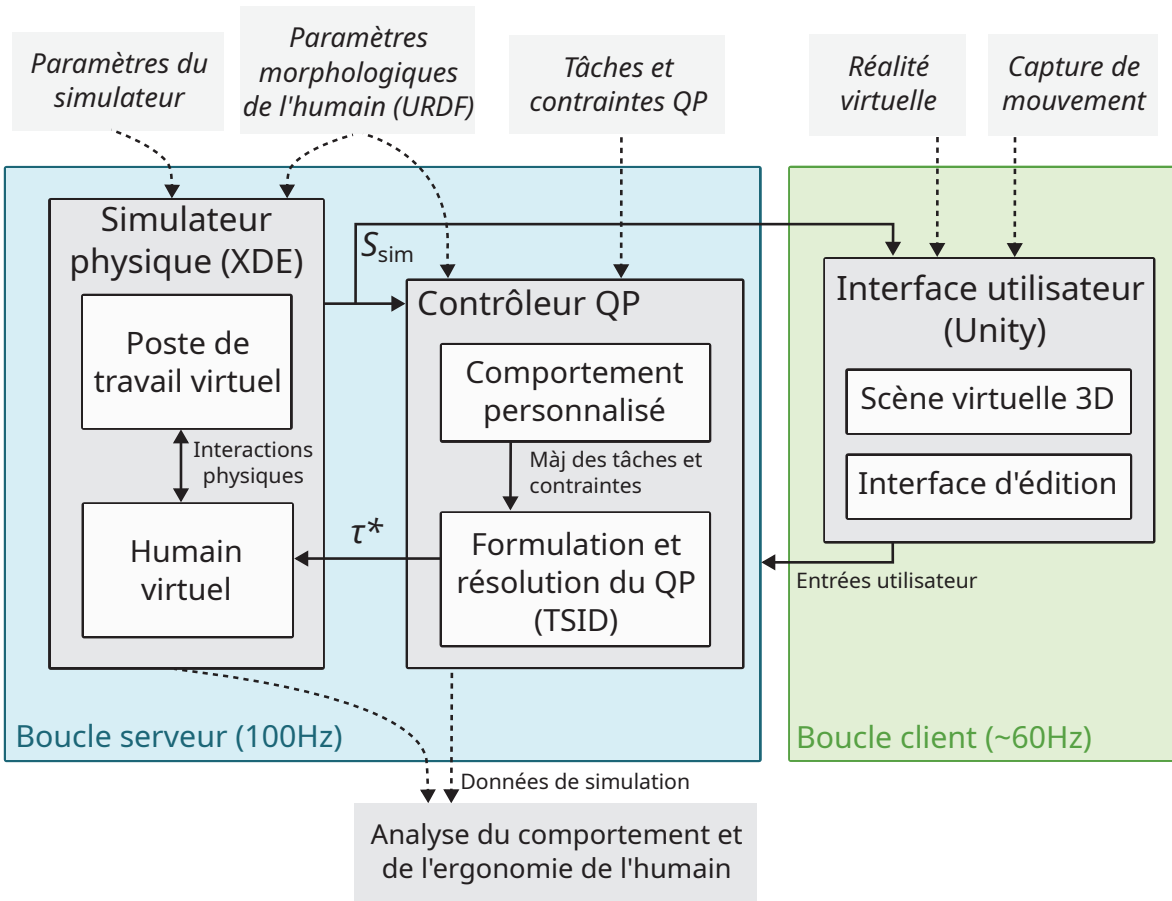 Paramètres du
simulateur
Paramètres
morphologiques
de l'humain (URDF)
Tâches et
contraintes QP
Réalité
virtuelle
Capture de
mouvement
Simulateur
physique (XDE)
Poste de
travail virtuel
Interactions
physiques
Humain
virtuel
S_sim
τ*
Contrôleur QP
Comportement
personnalisé
Màj des tâches et
contraintes
Formulation et
résolution du QP
(TSID)
Boucle serveur (100Hz)
Interface utilisateur
(Unity)
Scène virtuelle 3D
Interface d'édition
Entrées utilisateur
Boucle client (~60Hz)
Données de simulation
Analyse du comportement et
de l'ergonomie de l'humain